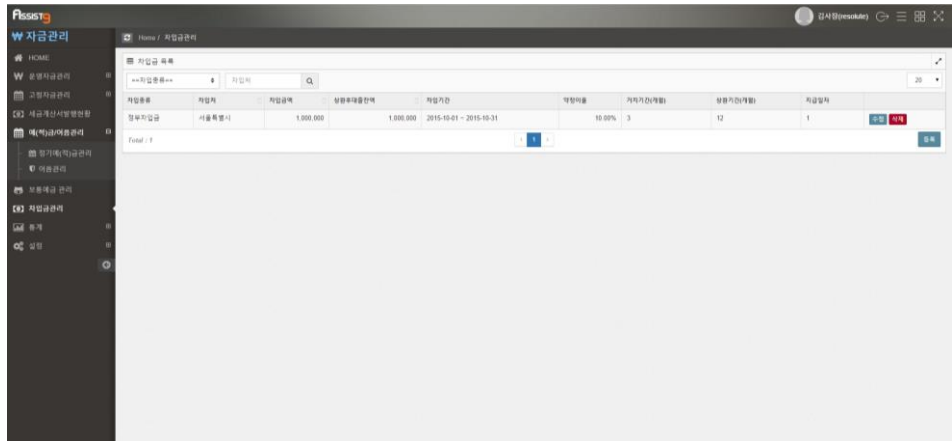 Assist9
김사장(resolute)
₩ 자금관리
Home / 차입금관리
HOME
차입금 목록
운영자금관리
==차입종류==
차입처
20
고정자금관리
차입종류 차입처 차입금액 상환후대출잔액 차입기간 약정이율 거치기간(개월) 상환기간(개월) 지급일자
세금계산서발행현황
정부차입금 서울특별시 1,000,000 1,000,000 2015-10-01 ~ 2015-10-31 10.00% 3 12 1 수정 삭제
예(적)금/어음관리
Total : 1
1
등록
정기예(적)금관리
어음관리
보통예금 관리
차입금관리
통계
설정